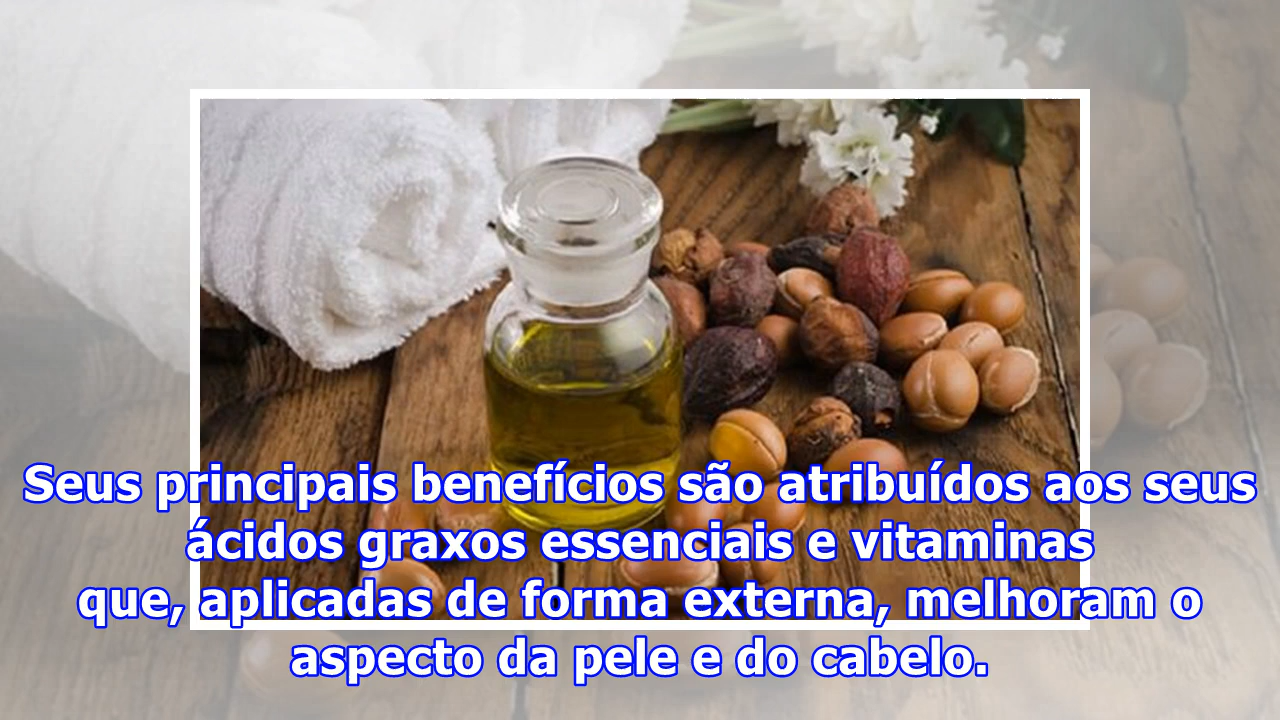 Seus principais benefícios são atribuídos aos seus
ácidos graxos essenciais e vitaminas
que, aplicadas de forma externa, melhoram o
aspecto da pele e do cabelo.